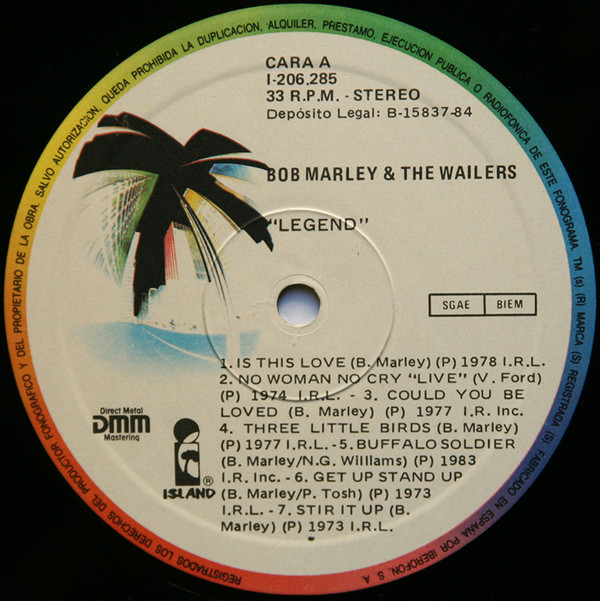 CARA A
I-206.285
33 R.P.M. - STEREO
Depósito Legal: B-15837-84
BOB MARLEY & THE WAILERS
"LEGEND"
SGAE BIEM
1. IS THIS LOVE (B. Marley) (P) 1978 I.R.L.
2. NO WOMAN NO CRY "LIVE" (V. Ford)
(P) 1974 I.R.L. - 3. COULD YOU BE
LOVED (B. Marley) (P) 1977 I.R. Inc.
4. THREE LITTLE BIRDS (B. Marley)
(P) 1977 I.R.L. - 5. BUFFALO SOLDIER
(B. Marley/N.G. Williams) (P) 1983
I.R. Inc. - 6. GET UP STAND UP
(B. Marley/P. Tosh) (P) 1973
I.R.L. - 7. STIR IT UP (B.
Marley) (P) 1973 I.R.L.
Direct Metal
DMM
Mastering
®
ISLAND
REGISTRADOS LOS DERECHOS DEL PRODUCTOR FONOGRAFICO Y DEL PROPIETARIO DE LA OBRA. SALVO AUTORIZACION, QUEDA PROHIBIDA LA DUPLICACION, ALQUILER, PRESTAMO, EJECUCION PUBLICA O RADIOFONICA DE ESTE FONOGRAMA. TM (s) (R) MARCA (S) REGISTRADA (S) FABRICADO EN ESPAÑA POR IBEROFON, S. A.